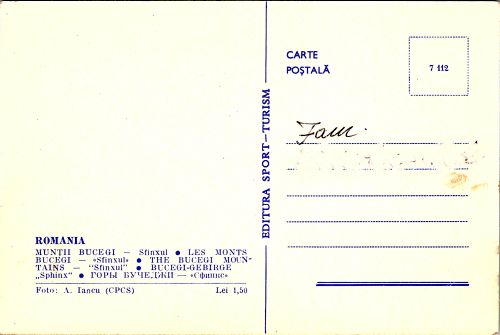 CARTE
POȘTALĂ
7 112
EDITURA SPORT–TURISM
Fam.
ROMANIA
MUNȚII BUCEGI — Sfinxul ● LES MONTS
BUCEGI — «Sfinxul» ● THE BUCEGI MOUN-
TAINS — "Sfinxul" ● BUCEGI-GEBIRGE
„Sphinx" ● ГОРЫ БУЧЕДЖИ — «Сфинкс»
Foto: A. Iancu (CPCS) Lei 1,50